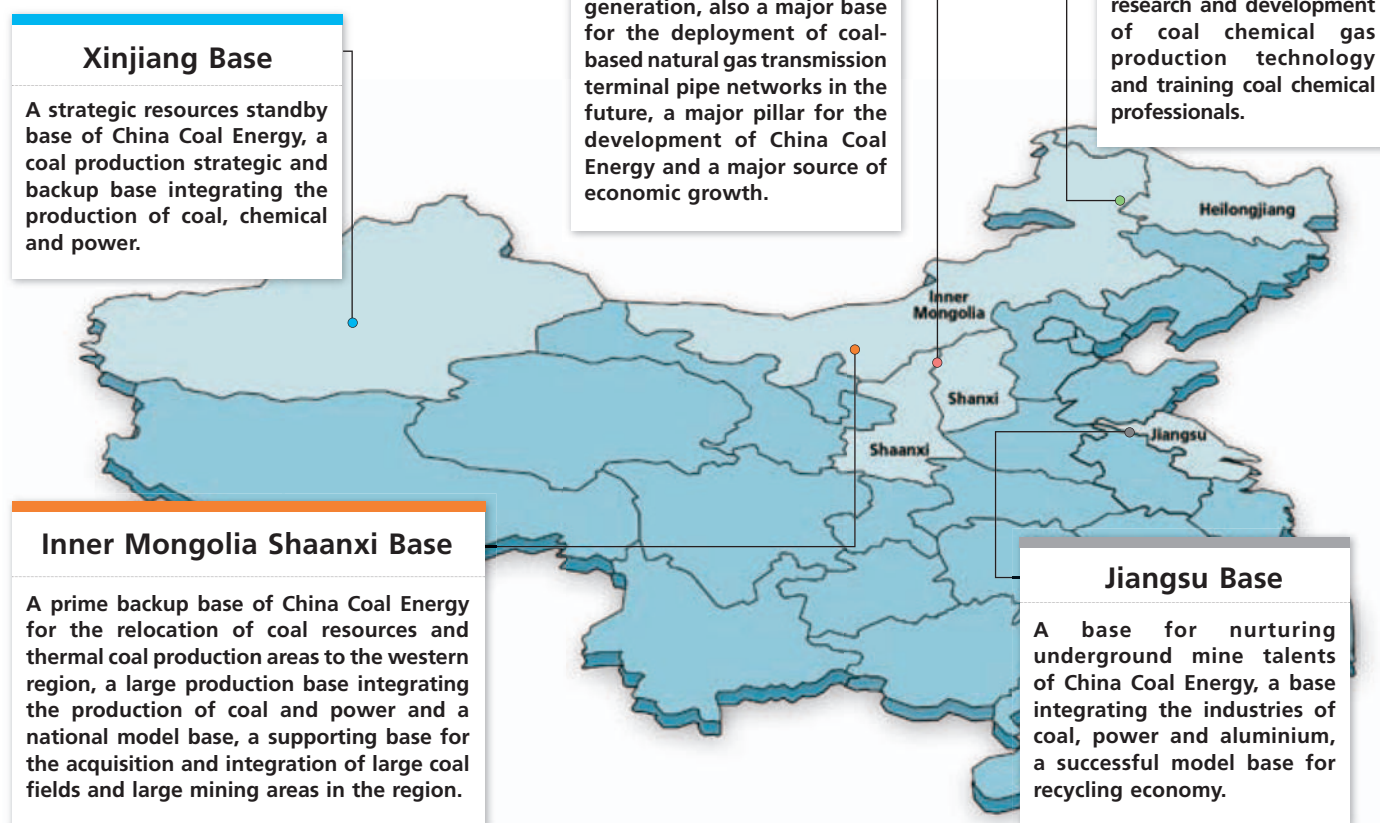 Xinjiang Base
A strategic resources standby
base of China Coal Energy, a
coal production strategic and
backup base integrating the
production of coal, chemical
and power.
generation, also a major base
for the deployment of coal-
based natural gas transmission
terminal pipe networks in the
future, a major pillar for the
development of China Coal
Energy and a major source of
economic growth.
research and development
of coal chemical gas
production technology
and training coal chemical
professionals.
Heilongjiang
Inner
Mongolia
Shanxi
Shaanxi
Jiangsu
Inner Mongolia Shaanxi Base
A prime backup base of China Coal Energy
for the relocation of coal resources and
thermal coal production areas to the western
region, a large production base integrating
the production of coal and power and a
national model base, a supporting base for
the acquisition and integration of large coal
fields and large mining areas in the region.
Jiangsu Base
A base for nurturing
underground mine talents
of China Coal Energy, a base
integrating the industries of
coal, power and aluminium,
a successful model base for
recycling economy.